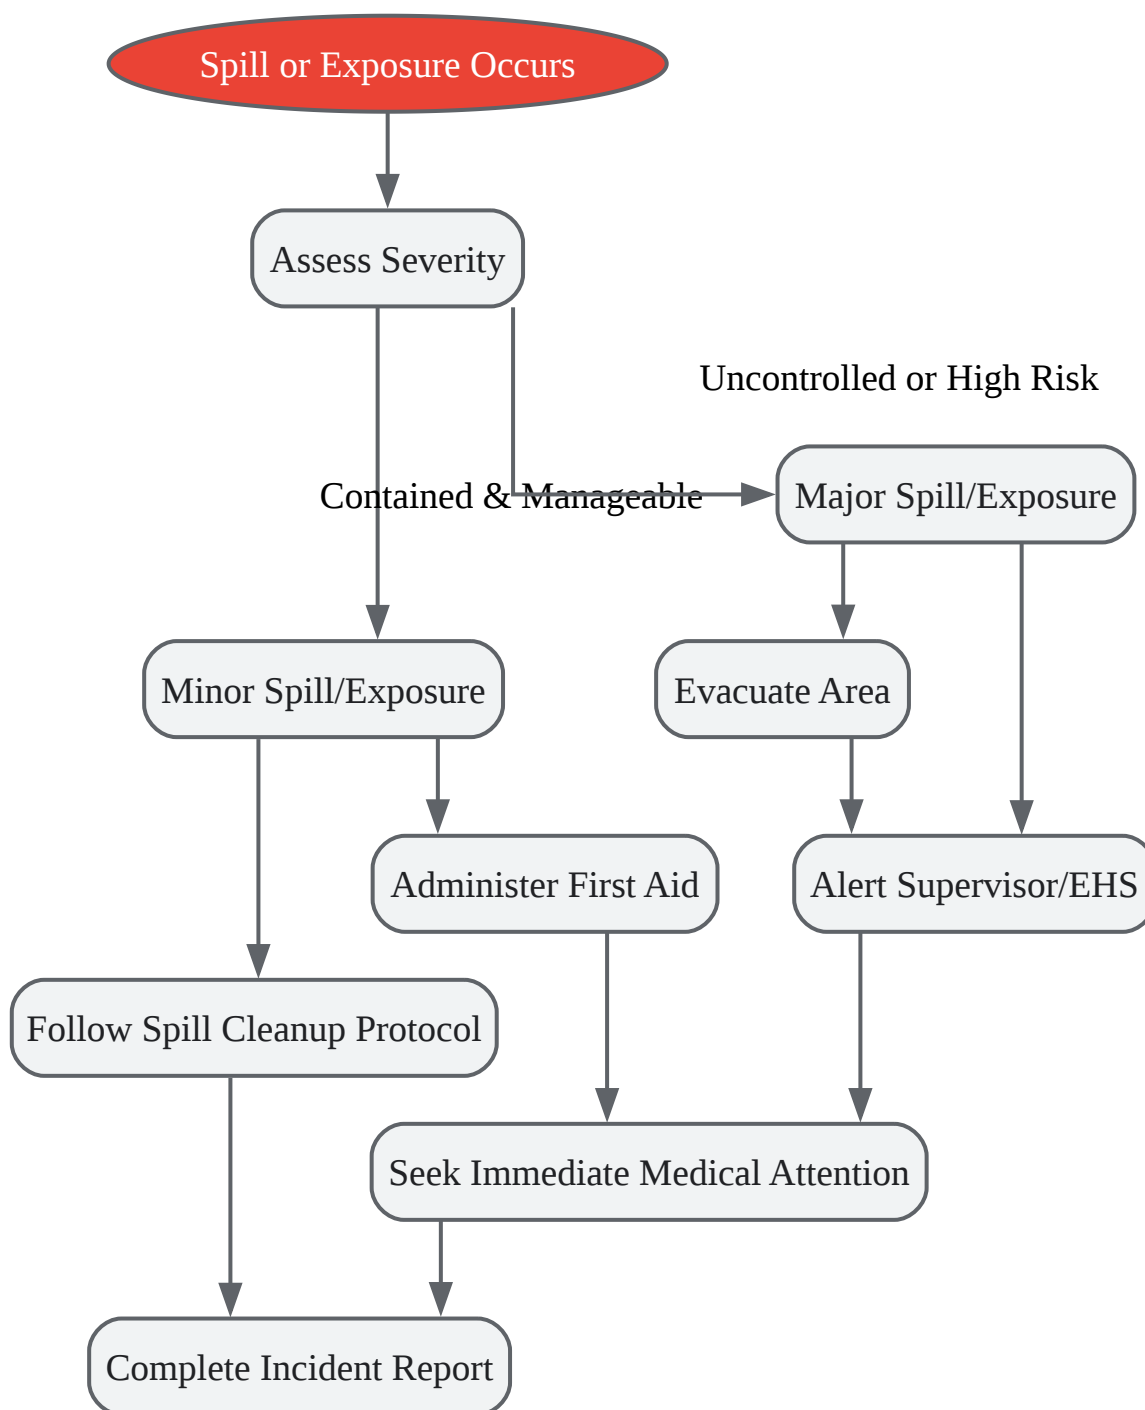 Spill or Exposure Occurs
Assess Severity
Uncontrolled or High Risk
Contained & Manageable
Major Spill/Exposure
Minor Spill/Exposure
Evacuate Area
Administer First Aid
Alert Supervisor/EHS
Follow Spill Cleanup Protocol
Seek Immediate Medical Attention
Complete Incident Report